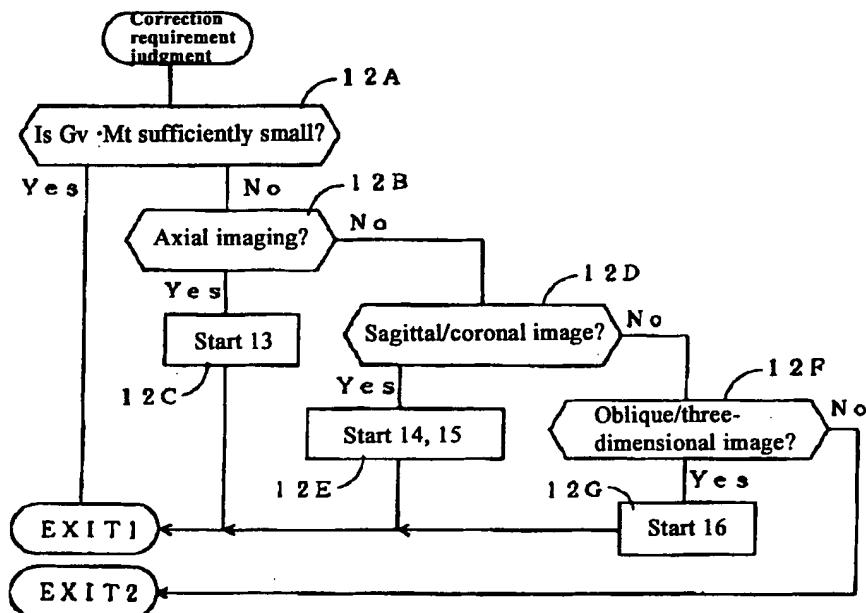 Correction
requirement
judgment
12A
Is Gv ·Mt sufficiently small?
Yes
No
12B
Axial imaging?
No
Yes
12D
Start 13
Sagittal/coronal image?
No
12C
Yes
12F
Start 14, 15
Oblique/three-
dimensional image?
No
12E
12G
Yes
Start 16
EXIT1
EXIT2